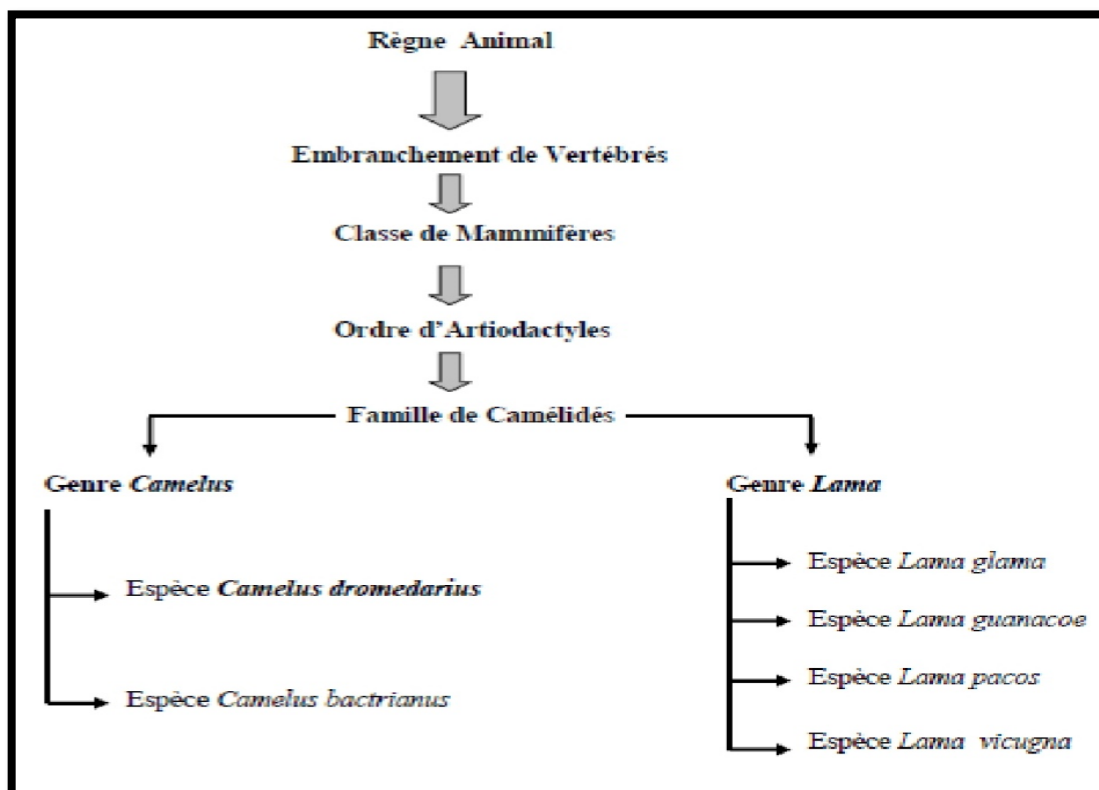 Règne Animal
Embranchement de Vertébrés
Classe de Mammifères
Ordre d'Artiodactyles
Famille de Camélidés
Genre Camelus
Espèce Camelus dromedarius
Espèce Camelus bactrianus
Genre Lama
Espèce Lama glama
Espèce Lama guanacoe
Espèce Lama pacos
Espèce Lama vicugna